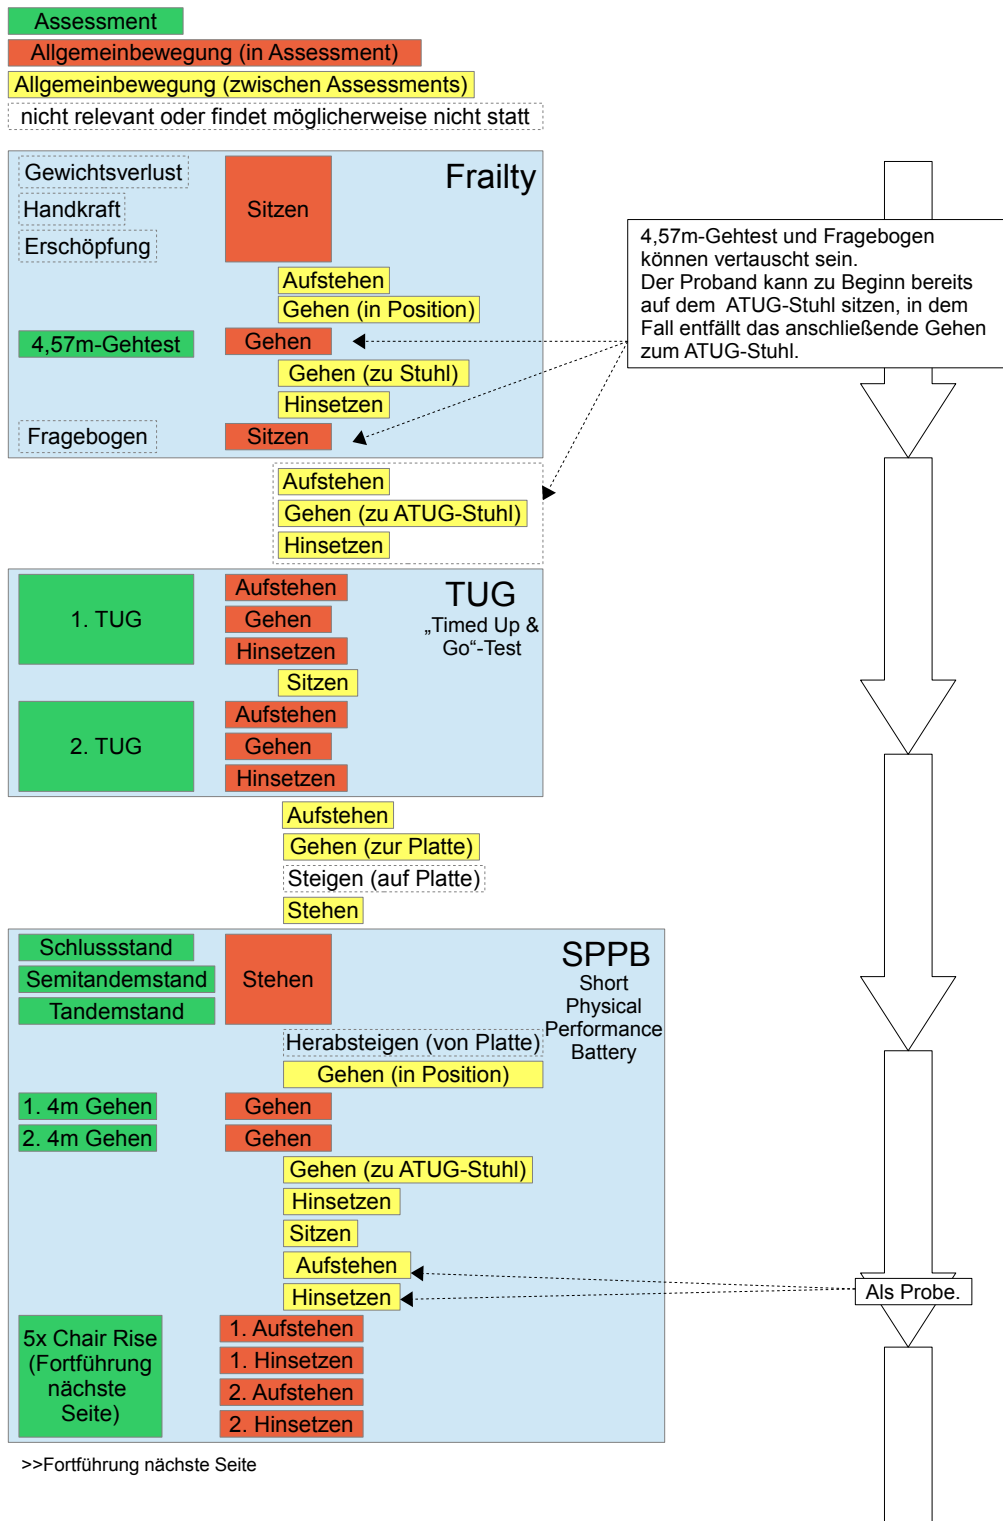 Assessment
Allgemeinbewegung (in Assessment)
Allgemeinbewegung (zwischen Assessments)
nicht relevant oder findet möglicherweise nicht statt
Frailty
Gewichtsverlust
Handkraft
Erschöpfung
Sitzen
Aufstehen
Gehen (in Position)
4,57m-Gehtest
Gehen
Gehen (zu Stuhl)
Hinsetzen
Fragebogen
Sitzen
4,57m-Gehtest und Fragebogen
können vertauscht sein.
Der Proband kann zu Beginn bereits
auf dem ATUG-Stuhl sitzen, in dem
Fall entfällt das anschließende Gehen
zum ATUG-Stuhl.
Aufstehen
Gehen (zu ATUG-Stuhl)
Hinsetzen
TUG
„Timed Up &
Go“-Test
1. TUG
Aufstehen
Gehen
Hinsetzen
Sitzen
2. TUG
Aufstehen
Gehen
Hinsetzen
Aufstehen
Gehen (zur Platte)
Steigen (auf Platte)
Stehen
SPPB
Short
Physical
Performance
Battery
Schlussstand
Semitandemstand
Tandemstand
Stehen
Herabsteigen (von Platte)
Gehen (in Position)
1. 4m Gehen
Gehen
2. 4m Gehen
Gehen
Gehen (zu ATUG-Stuhl)
Hinsetzen
Sitzen
Aufstehen
Hinsetzen
Als Probe.
5x Chair Rise
(Fortführung
nächste
Seite)
1. Aufstehen
1. Hinsetzen
2. Aufstehen
2. Hinsetzen
>>Fortführung nächste Seite